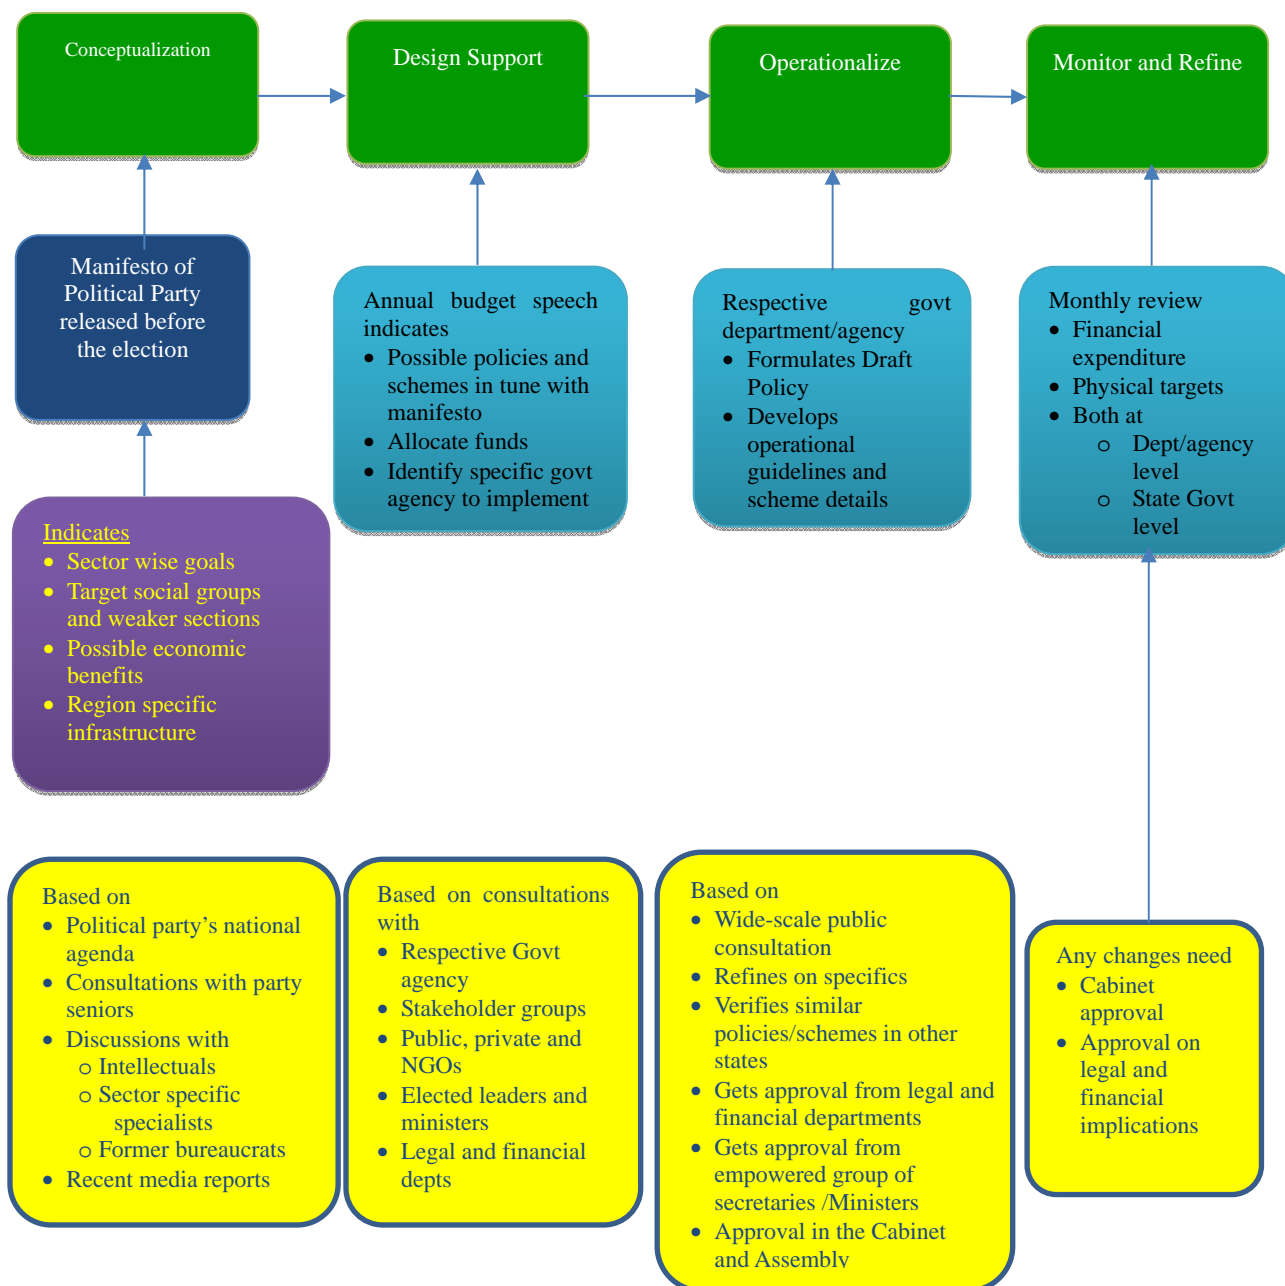 Conceptualization
Design Support
Operationalize
Monitor and Refine
Manifesto of
Political Party
released before
the election
Annual budget speech
indicates
• Possible policies and
schemes in tune with
manifesto
• Allocate funds
• Identify specific govt
agency to implement
Respective govt
department/agency
• Formulates Draft
Policy
• Develops
operational
guidelines and
scheme details
Monthly review
• Financial
expenditure
• Physical targets
• Both at
o Dept/agency
level
o State Govt
level
Indicates
• Sector wise goals
• Target social groups
and weaker sections
• Possible economic
benefits
• Region specific
infrastructure
Based on
• Political party’s national
agenda
• Consultations with party
seniors
• Discussions with
o Intellectuals
o Sector specific
specialists
o Former bureaucrats
• Recent media reports
Based on consultations
with
• Respective Govt
agency
• Stakeholder groups
• Public, private and
NGOs
• Elected leaders and
ministers
• Legal and financial
depts
Based on
• Wide-scale public
consultation
• Refines on specifics
• Verifies similar
policies/schemes in other
states
• Gets approval from legal and
financial departments
• Gets approval from
empowered group of
secretaries /Ministers
• Approval in the Cabinet
and Assembly
Any changes need
• Cabinet
approval
• Approval on
legal and
financial
implications